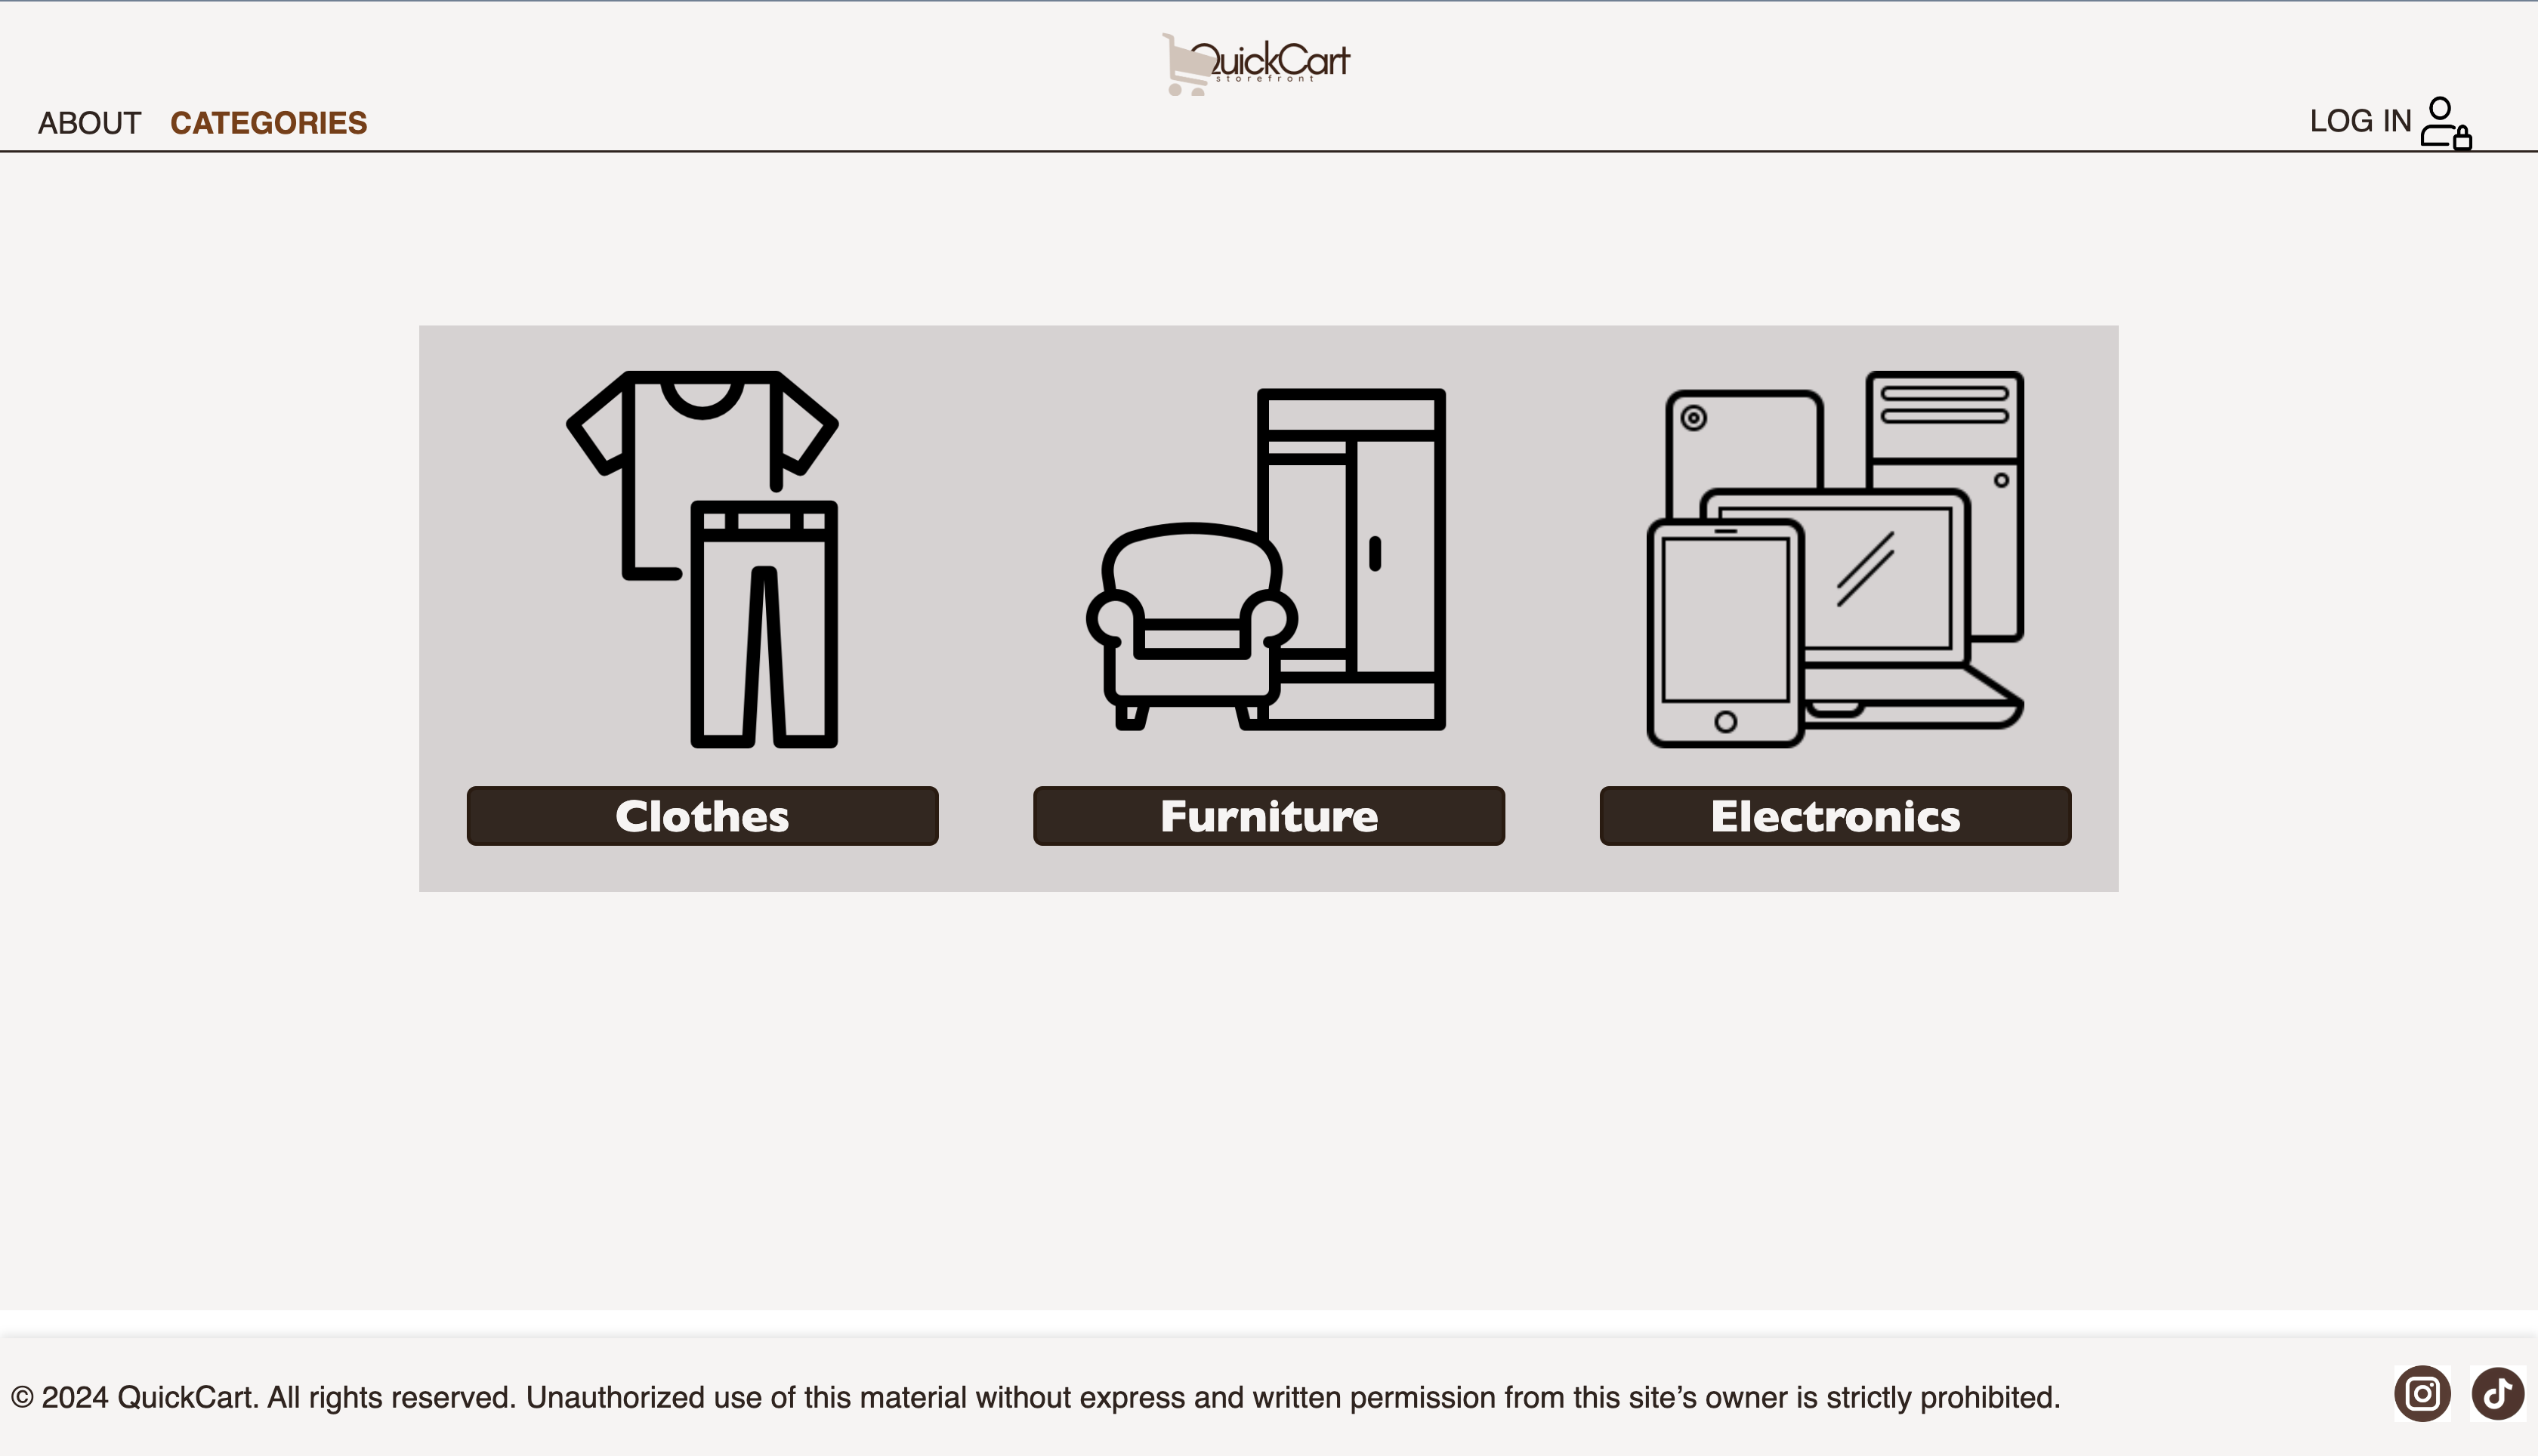 QuickCart
storefront
ABOUT CATEGORIES
LOG IN
Clothes
Furniture
Electronics
© 2024 QuickCart. All rights reserved. Unauthorized use of this material without express and written permission from this site’s owner is strictly prohibited.